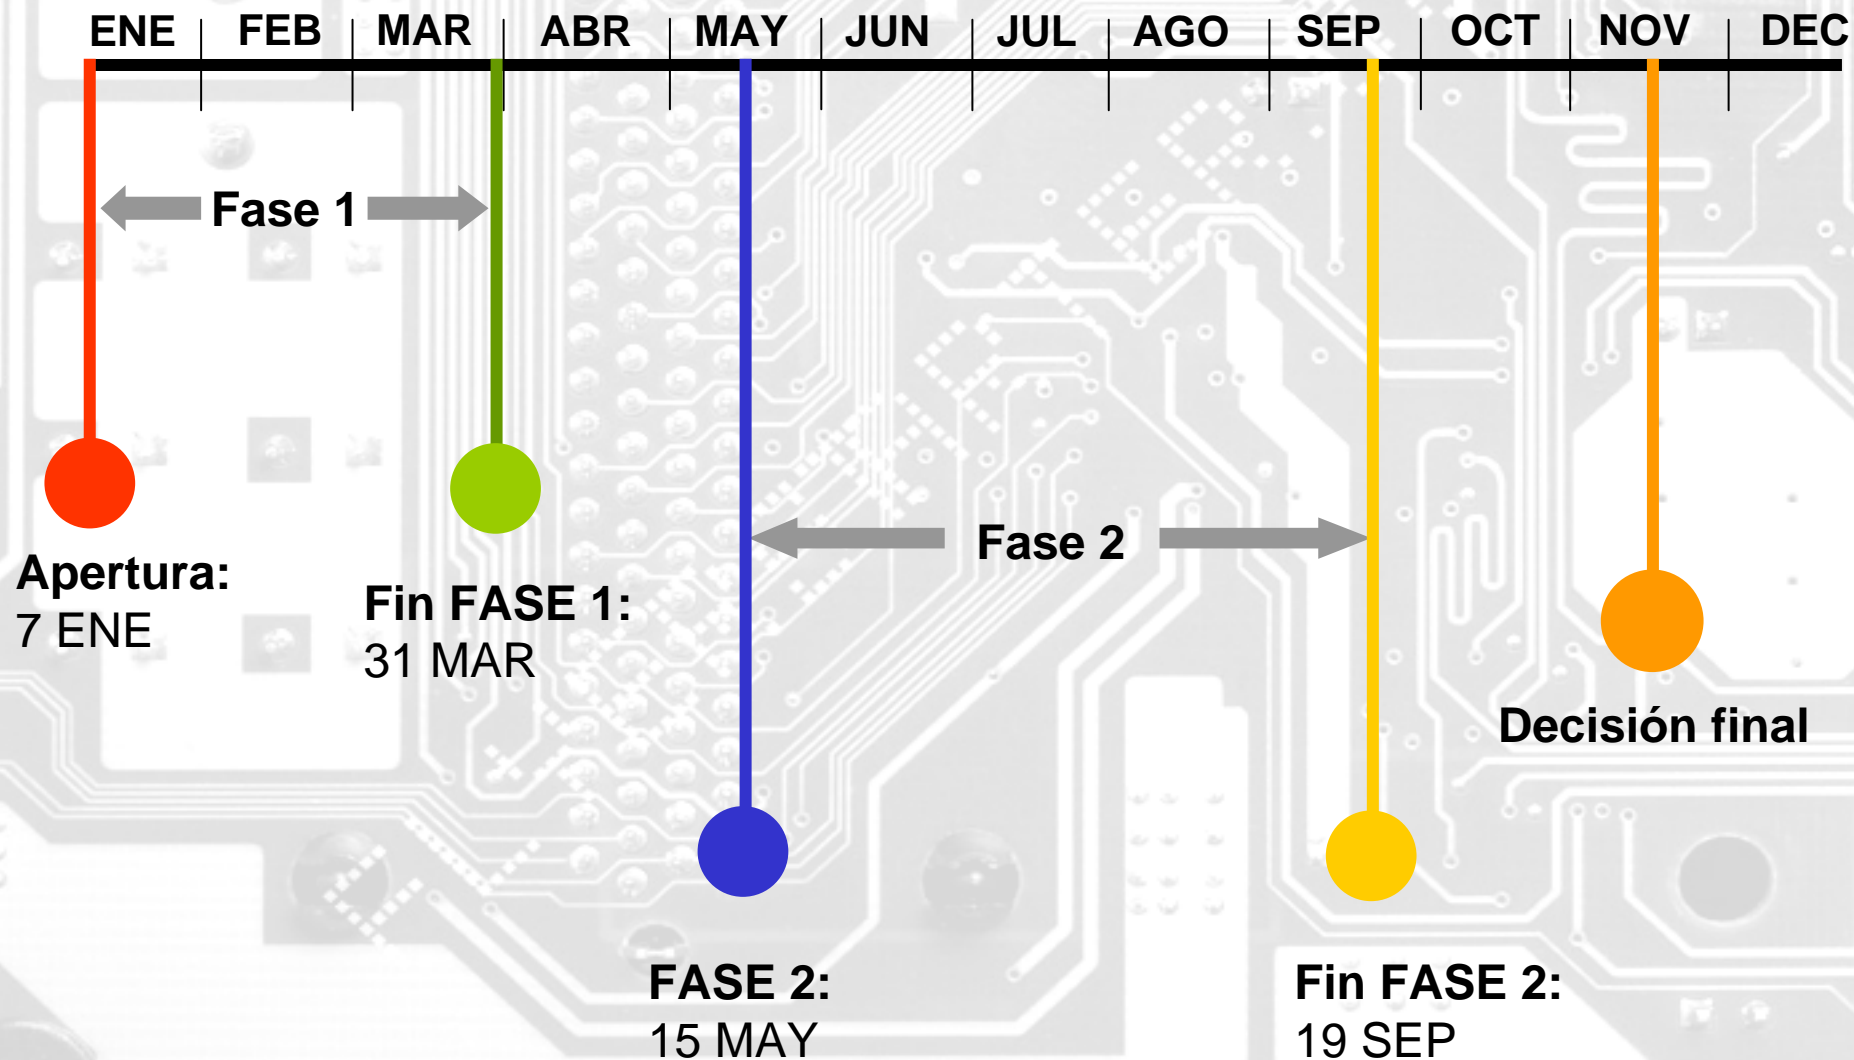 ENE FEB MAR ABR MAY JUN JUL AGO SEP OCT NOV DEC
Fase 1
Fase 2
Apertura:
7 ENE
Fin FASE 1:
31 MAR
Decisión final
FASE 2:
15 MAY
Fin FASE 2:
19 SEP